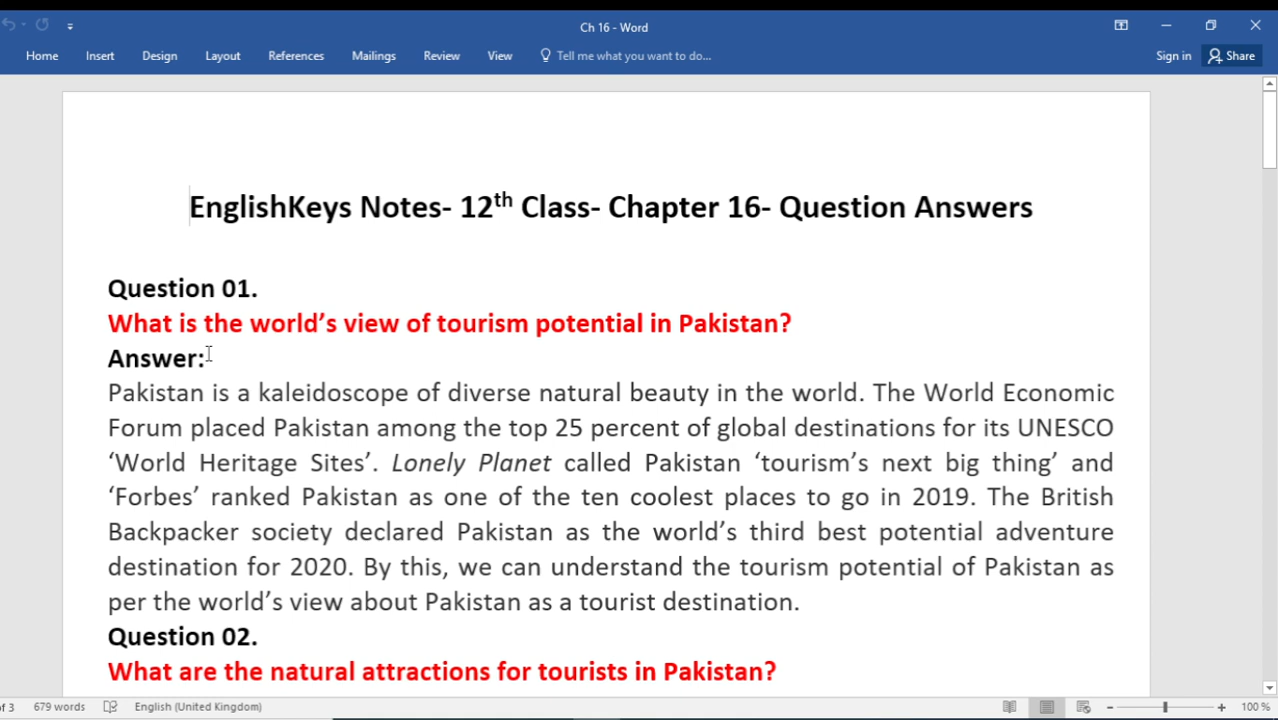 Ch 16 - Word
Home Insert Design Layout References Mailings Review View Tell me what you want to do... Sign in Share
EnglishKeys Notes- 12th Class- Chapter 16- Question Answers
Question 01.
What is the world's view of tourism potential in Pakistan?
Answer:
Pakistan is a kaleidoscope of diverse natural beauty in the world. The World Economic
Forum placed Pakistan among the top 25 percent of global destinations for its UNESCO
‘World Heritage Sites’. Lonely Planet called Pakistan ‘tourism’s next big thing’ and
‘Forbes’ ranked Pakistan as one of the ten coolest places to go in 2019. The British
Backpacker society declared Pakistan as the world’s third best potential adventure
destination for 2020. By this, we can understand the tourism potential of Pakistan as
per the world’s view about Pakistan as a tourist destination.
Question 02.
What are the natural attractions for tourists in Pakistan?
of 3 679 words English (United Kingdom) 100 %